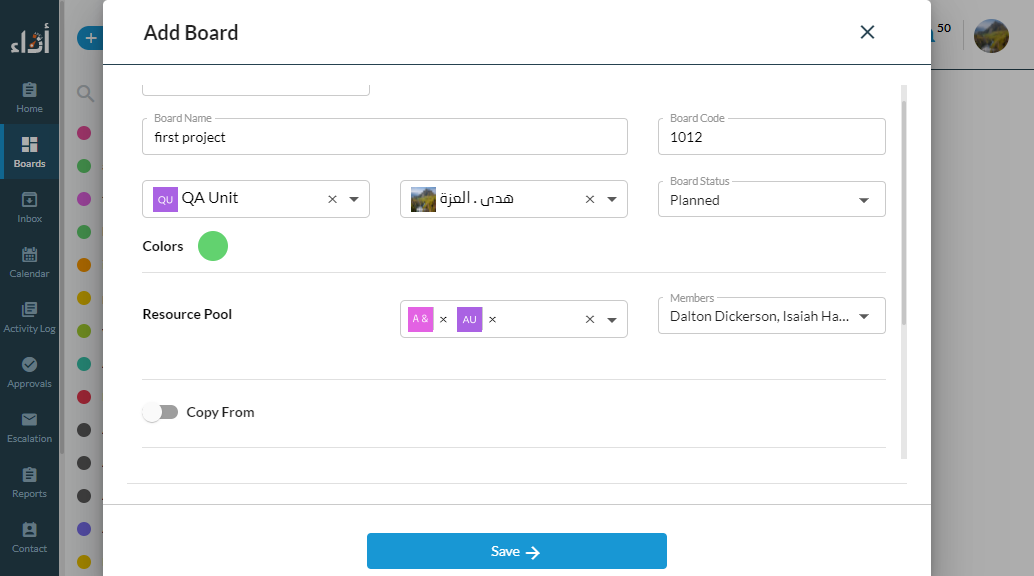 أداء
Home
Boards
Inbox
Calendar
Activity Log
Approvals
Escalation
Reports
Contact
50
Add Board
Board Name
first project
Board Code
1012
QU QA Unit
هدى . العزة
Board Status
Planned
Colors
Resource Pool
A &
AU
Members
Dalton Dickerson, Isaiah Ha...
Copy From
Save